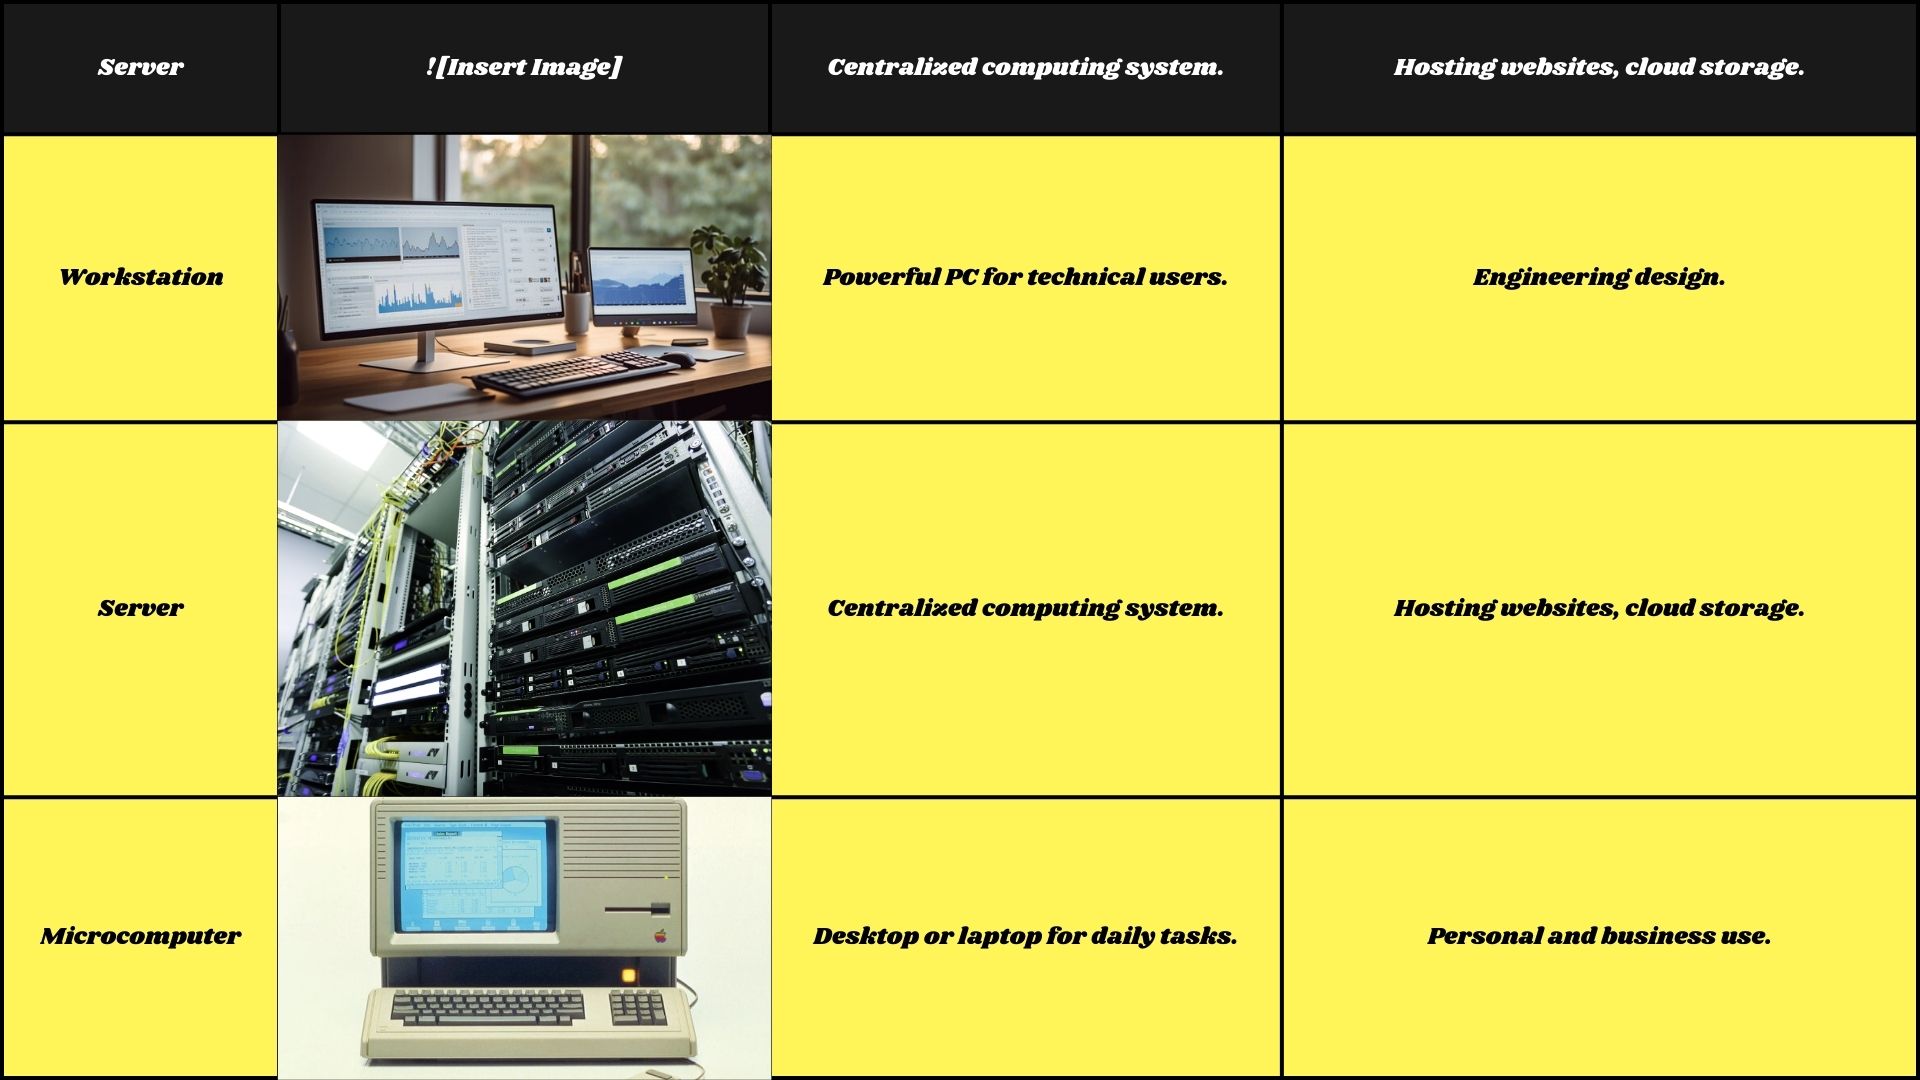 Server
![Insert Image]
Centralized computing system.
Hosting websites, cloud storage.
Workstation
Powerful PC for technical users.
Engineering design.
Server
Centralized computing system.
Hosting websites, cloud storage.
Microcomputer
Desktop or laptop for daily tasks.
Personal and business use.